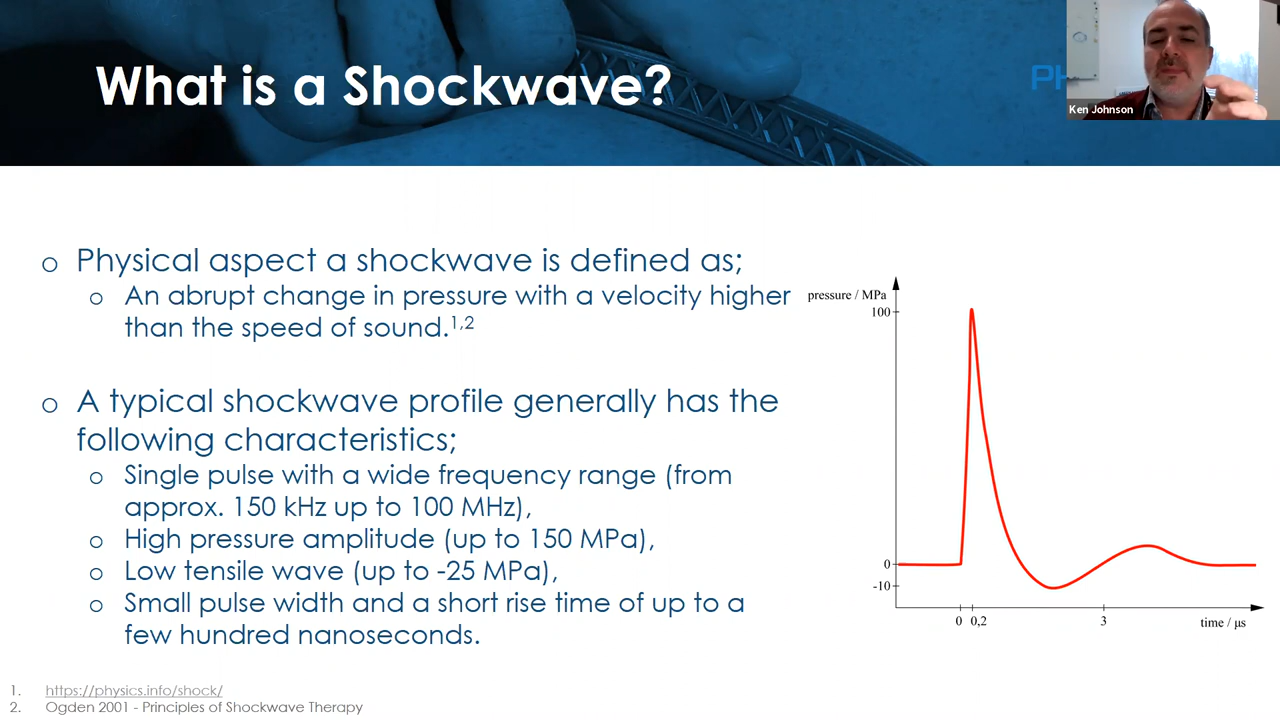 What is a Shockwave?
Ken Johnson
o Physical aspect a shockwave is defined as;
o An abrupt change in pressure with a velocity higher
than the speed of sound.1,2
o A typical shockwave profile generally has the
following characteristics;
o Single pulse with a wide frequency range (from
approx. 150 kHz up to 100 MHz),
o High pressure amplitude (up to 150 MPa),
o Low tensile wave (up to -25 MPa),
o Small pulse width and a short rise time of up to a
few hundred nanoseconds.
pressure / MPa
100
0
-10
0 0,2 3 time / μs
1. https://physics.info/shock/
2. Ogden 2001 - Principles of Shockwave Therapy